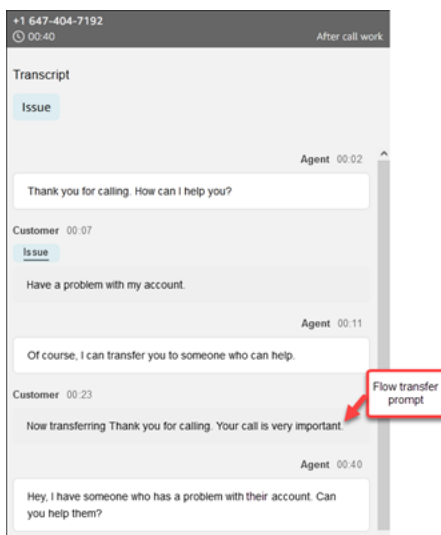 +1 647-404-7192
00:40 After call work
Transcript
Issue
Agent 00:02
Thank you for calling. How can I help you?
Customer 00:07
Issue
Have a problem with my account.
Agent 00:11
Of course, I can transfer you to someone who can help.
Customer 00:23
Flow transfer
prompt
Now transferring Thank you for calling. Your call is very important.
Agent 00:40
Hey, I have someone who has a problem with their account. Can
you help them?